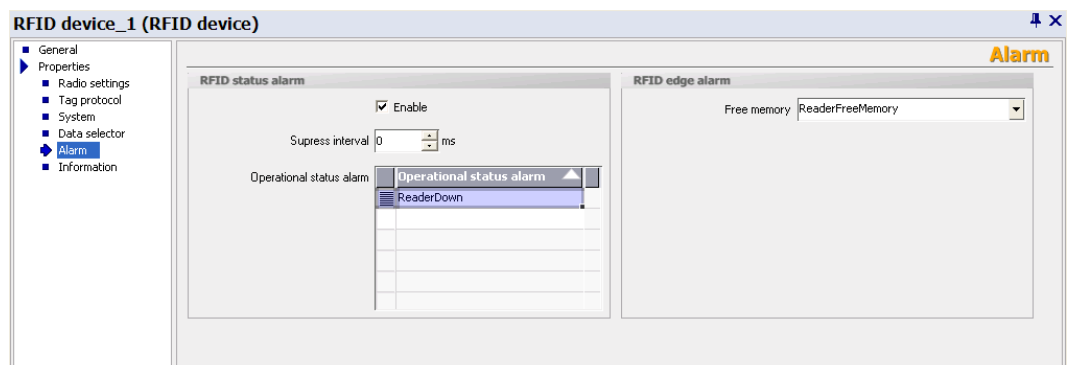 RFID device_1 (RFID device)
General
Properties
Radio settings
Tag protocol
System
Data selector
Alarm
Information
Alarm
RFID status alarm
Enable
Supress interval 0 ms
Operational status alarm
Operational status alarm
ReaderDown
RFID edge alarm
Free memory ReaderFreeMemory